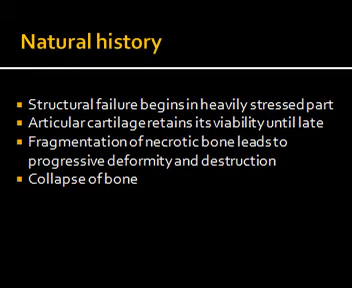 Natural history
Structural failure begins in heavily stressed part
Articular cartilage retains its viability until late
Fragmentation of necrotic bone leads to
progressive deformity and destruction
Collapse of bone